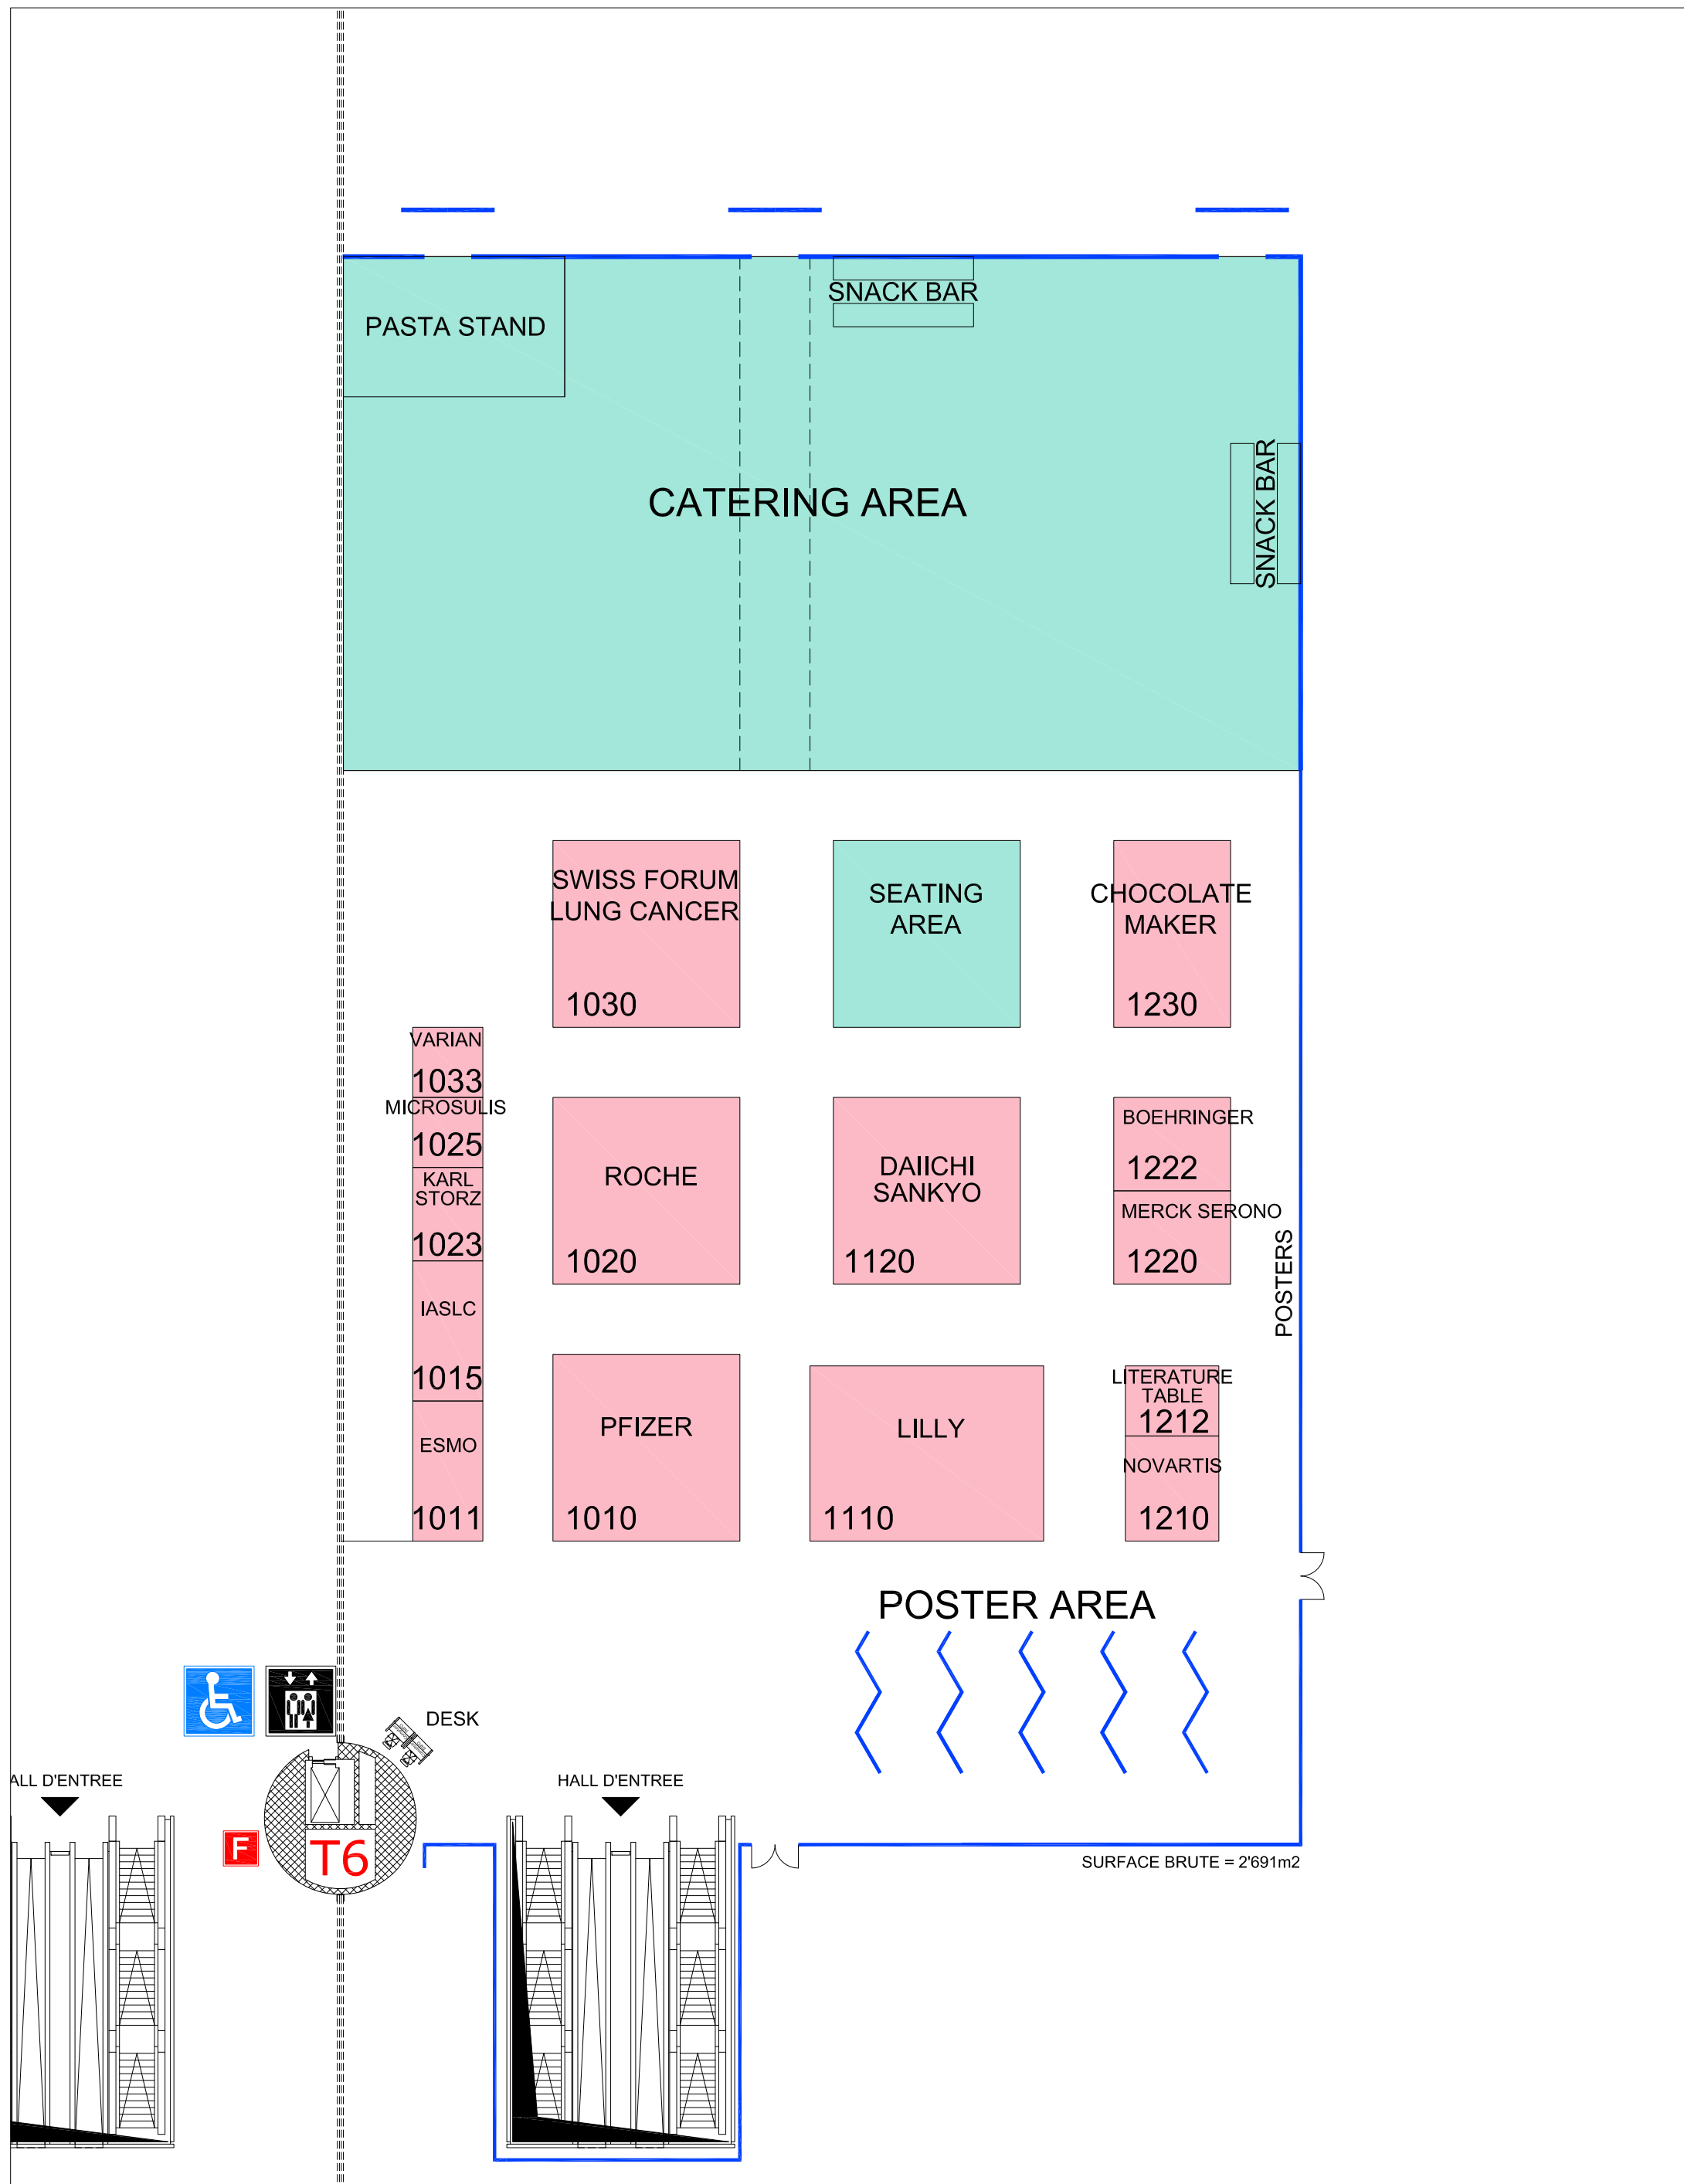 SNACK BAR
PASTA STAND
SNACK BAR
CATERING AREA
SWISS FORUM
LUNG CANCER
1030
SEATING
AREA
CHOCOLATE
MAKER
1230
VARIAN
1033
MICROSULIS
1025
KARL
STORZ
1023
IASLC
1015
ESMO
1011
ROCHE
1020
DAIICHI
SANKYO
1120
BOEHRINGER
1222
MERCK SERONO
1220
POSTERS
PFIZER
1010
LILLY
1110
LITERATURE
TABLE
1212
NOVARTIS
1210
POSTER AREA
DESK
ALL D'ENTREE
HALL D'ENTREE
F
T6
SURFACE BRUTE = 2'691m2